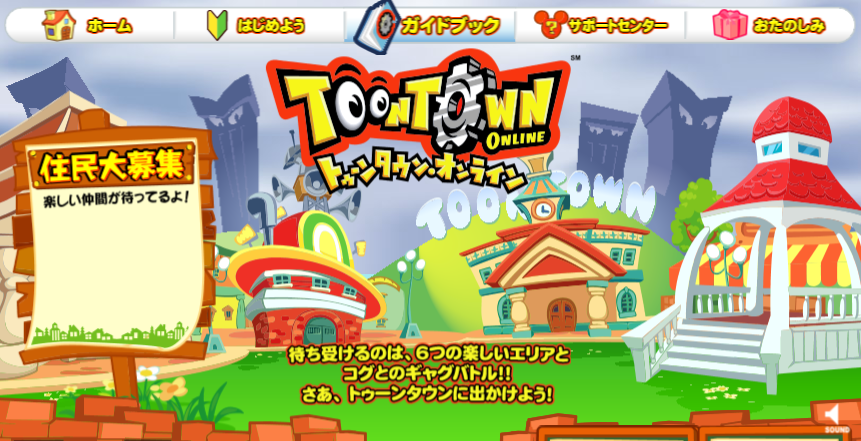 ホーム
はじめよう
ガイドブック
サポートセンター
おたのしみ
TOONTOWN
SM
ONLINE
トゥーンタウン・オンライン
住民大募集
楽しい仲間が待ってるよ!
TOONTOWN
待ち受けるのは、6つの楽しいエリアと
コグとのギャグバトル!!
さあ、トゥーンタウンに出かけよう!
SOUND